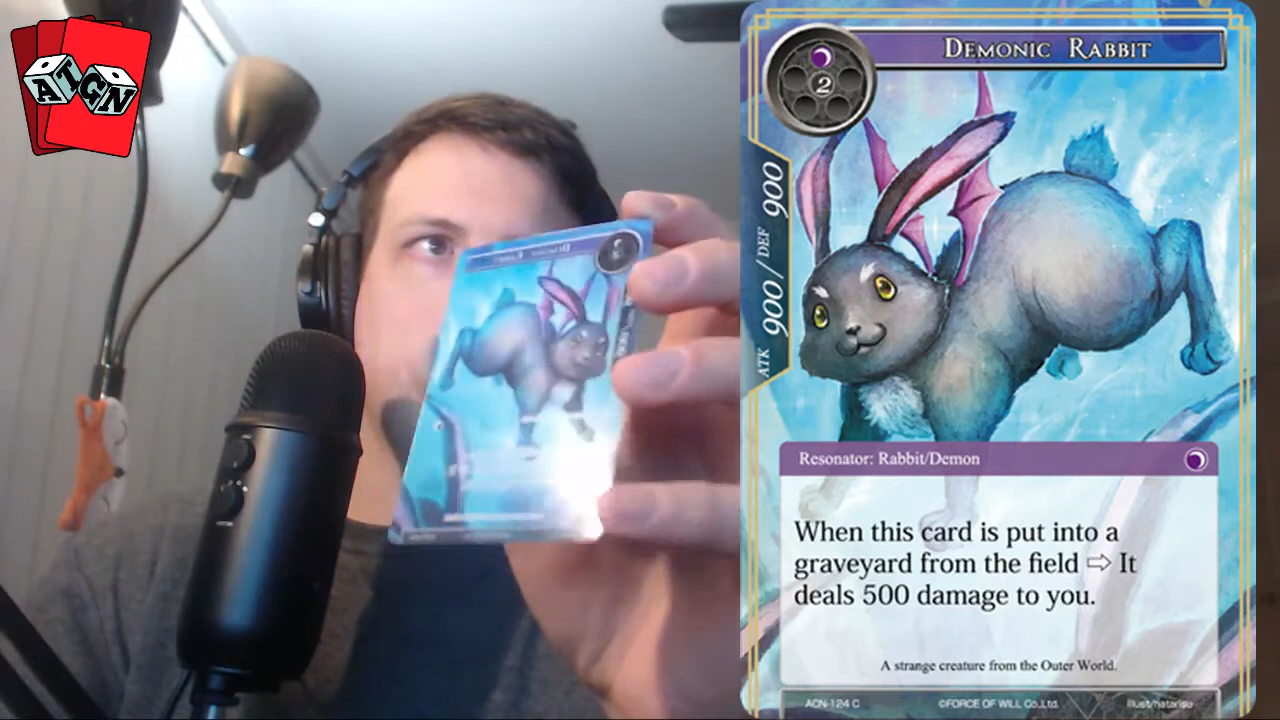 ATCN
DEMONIC RABBIT
2
ATK 900 / DEF 900
Resonator: Rabbit/Demon
When this card is put into a
graveyard from the field ⇨ It
deals 500 damage to you.
A strange creature from the Outer World.
ACN-124 C ©FORCE OF WILL Co.,Ltd. Illust/hatarisu